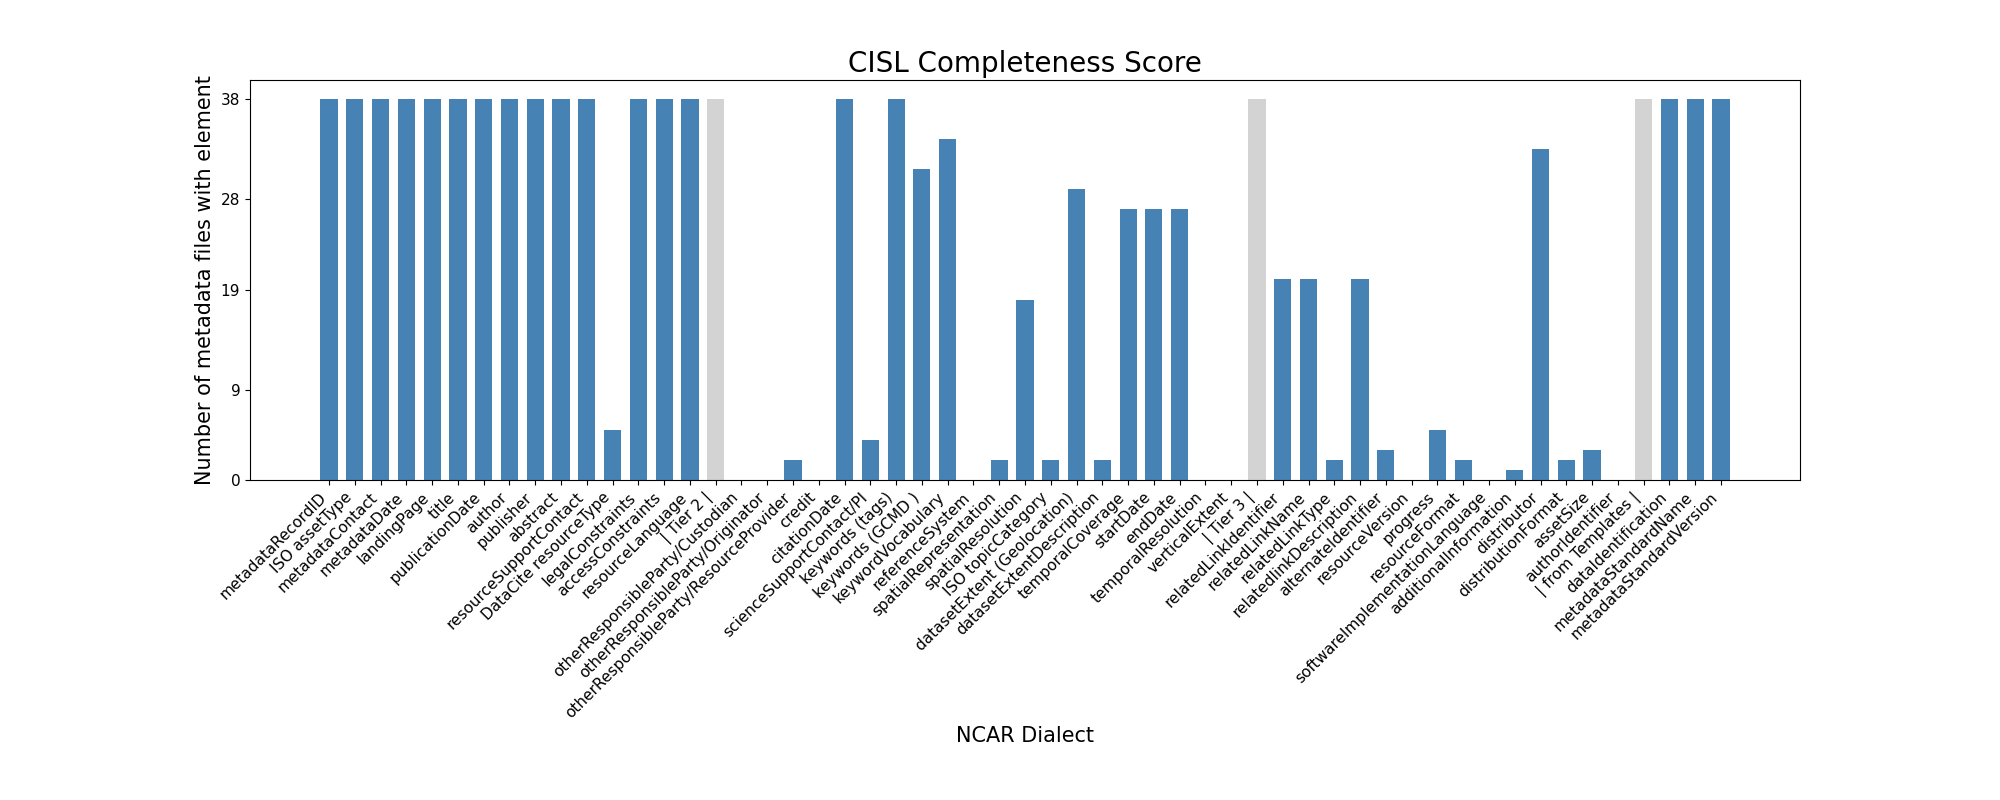 CISL Completeness Score
Number of metadata files with element
38
28
19
9
0
metadataRecordID
ISO assetType
metadataContact
metadataDate
landingPage
title
publicationDate
author
publisher
abstract
resourceSupportContact
DataCite resourceType
legalConstraints
accessConstraints
resourceLanguage
| Tier 2 |
otherResponsibleParty/Custodian
otherResponsibleParty/Originator
otherResponsibleParty/ResourceProvider
credit
citationDate
scienceSupportContact/PI
keywords (tags)
keywords (GCMD )
keywordVocabulary
referenceSystem
spatialRepresentation
spatialResolution
ISO topicCategory
datasetExtent (Geolocation)
datasetExtentDescription
temporalCoverage
startDate
endDate
temporalResolution
verticalExtent
| Tier 3 |
relatedLinkIdentifier
relatedLinkName
relatedLinkType
relatedlinkDescription
alternateIdentifier
resourceVersion
progress
resourceFormat
softwareImplementationLanguage
additionalInformation
distributor
distributionFormat
assetSize
authorIdentifier
| from Templates |
dataIdentification
metadataStandardName
metadataStandardVersion
NCAR Dialect